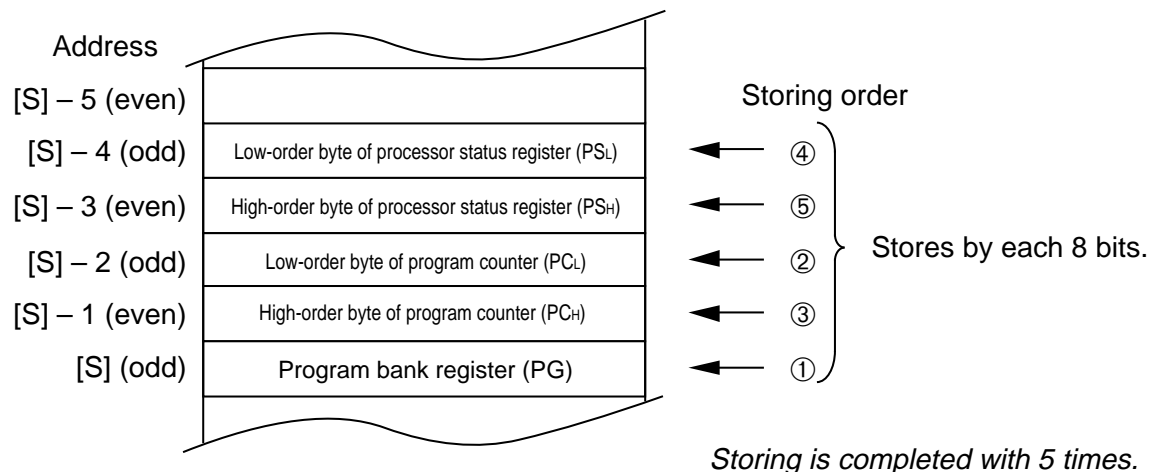 Address
[S] – 5 (even)
Storing order
[S] – 4 (odd) Low-order byte of processor status register (PSL) ④
[S] – 3 (even) High-order byte of processor status register (PSH) ⑤
[S] – 2 (odd) Low-order byte of program counter (PCL) ②
Stores by each 8 bits.
[S] – 1 (even) High-order byte of program counter (PCH) ③
[S] (odd) Program bank register (PG) ①
Storing is completed with 5 times.